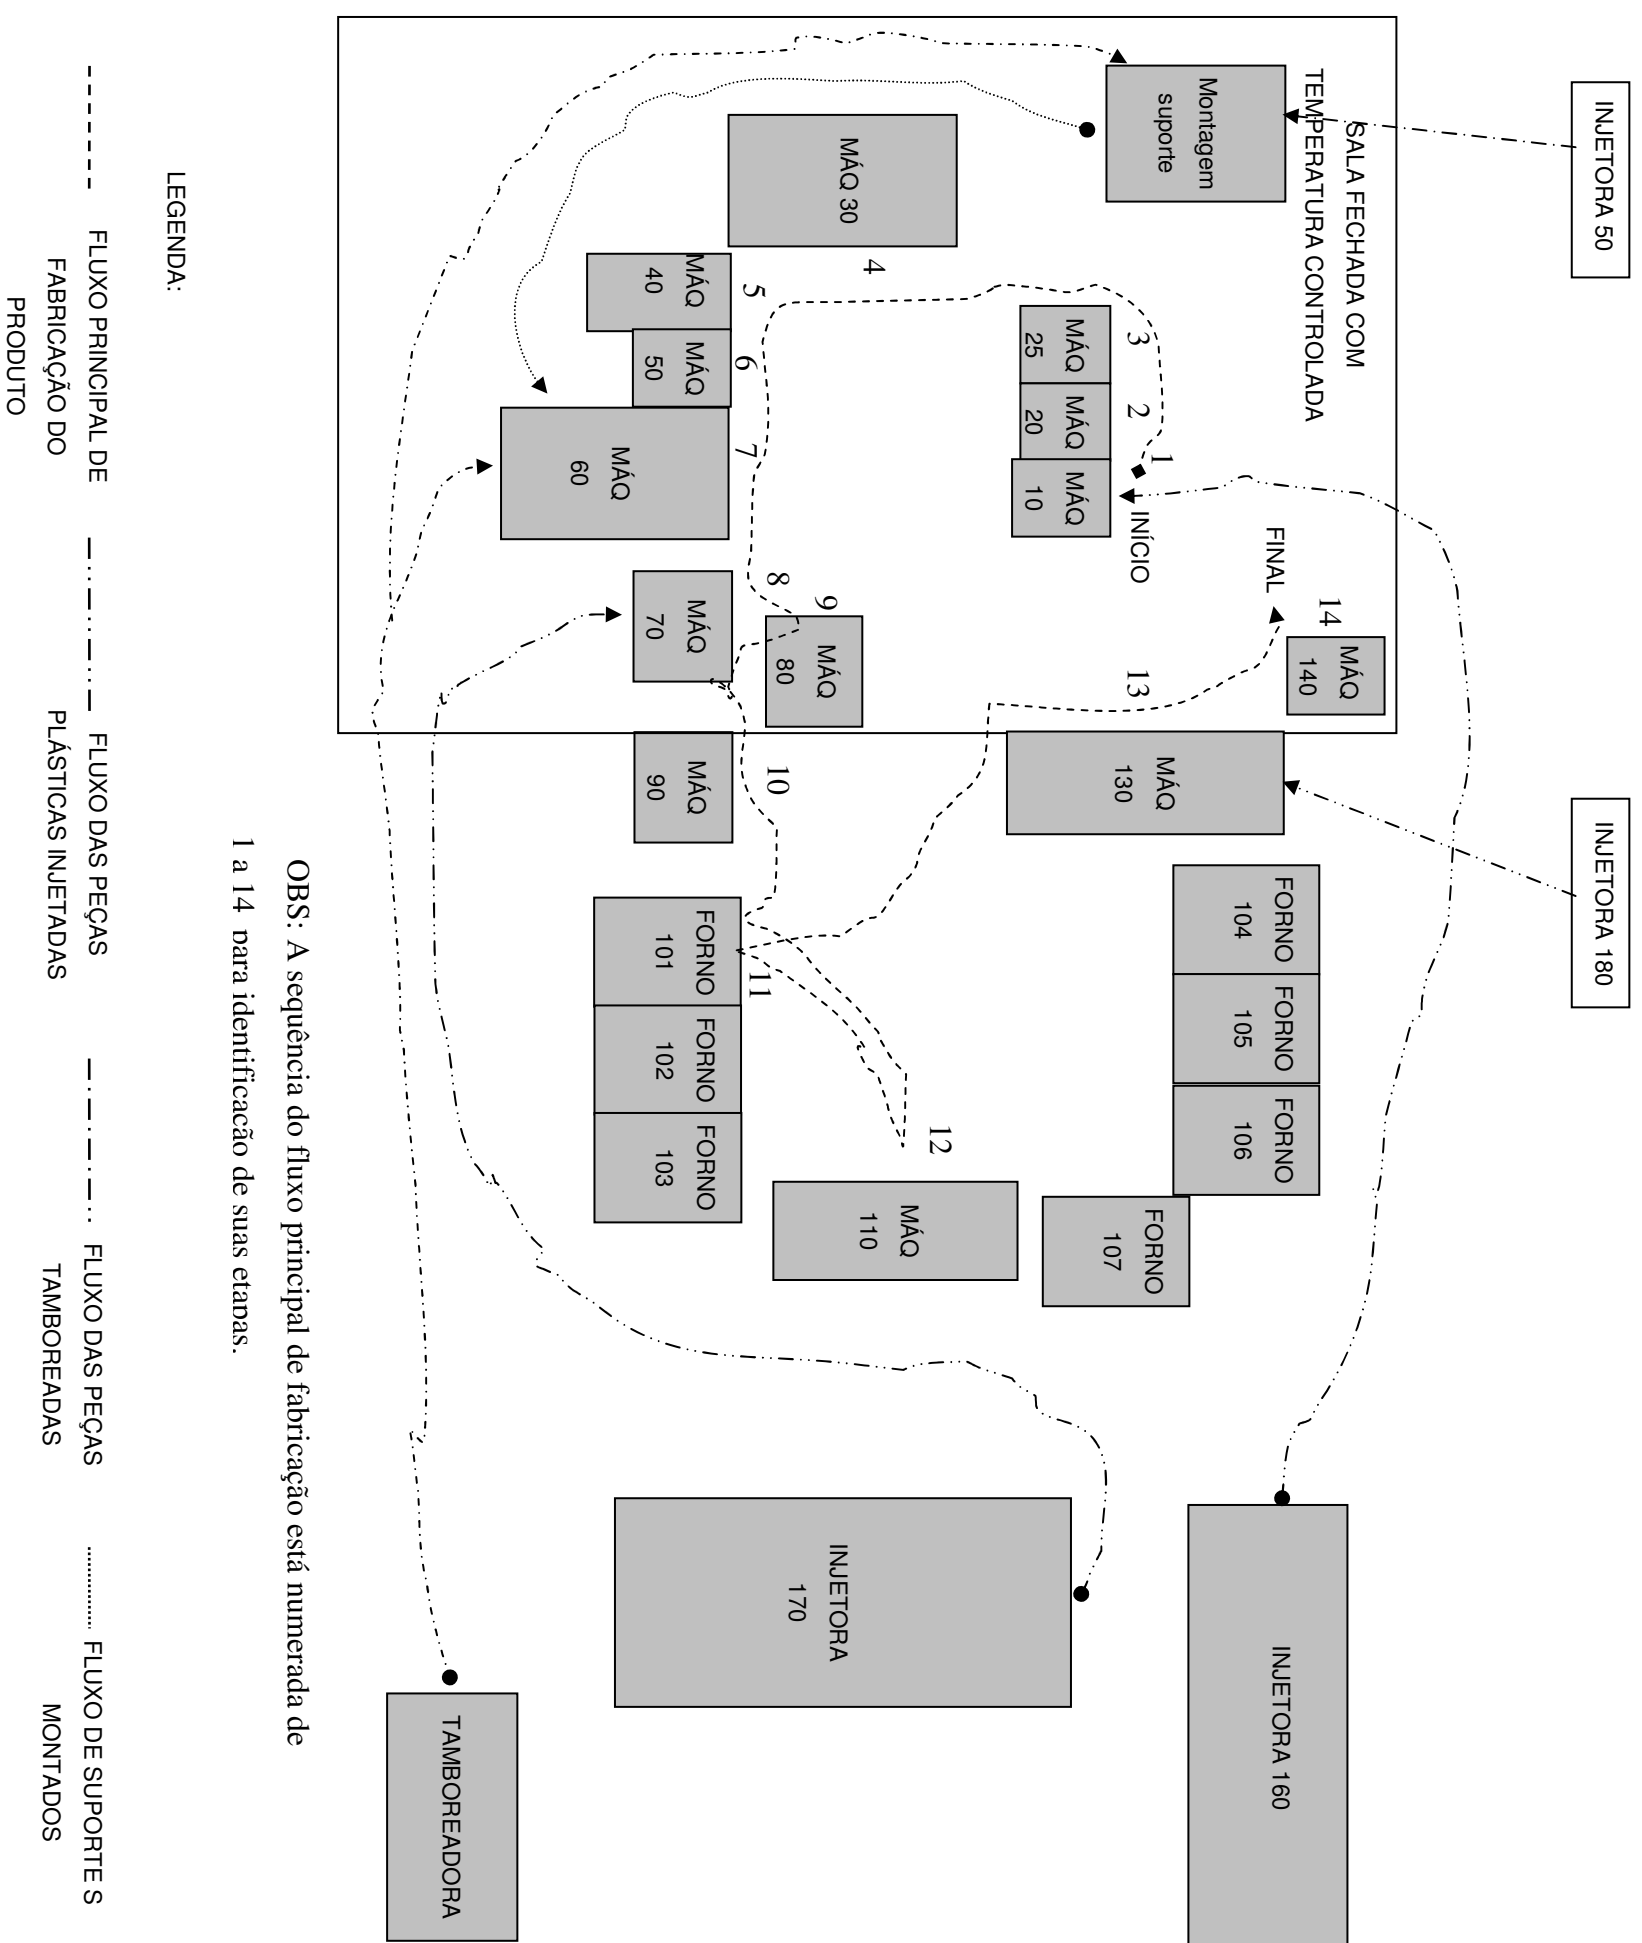 INJETORA 50
INJETORA 180
SALA FECHADA COM
TEMPERATURA CONTROLADA
Montagem
suporte
MÁQ 30
4
3
2
1
MÁQ
25
MÁQ
20
MÁQ
10
INÍCIO
FINAL
14
MÁQ
140
13
5
6
7
MÁQ
40
MÁQ
50
MÁQ
60
8
9
MÁQ
80
MÁQ
70
10
MÁQ
90
MÁQ
130
FORNO
104
FORNO
105
FORNO
106
FORNO
107
11
FORNO
101
FORNO
102
FORNO
103
12
MÁQ
110
INJETORA 160
INJETORA
170
TAMBOREADORA
OBS: A sequência do fluxo principal de fabricação está numerada de
1 a 14 para identificação de suas etapas.
LEGENDA:
FLUXO PRINCIPAL DE
FABRICAÇÃO DO
PRODUTO
FLUXO DAS PEÇAS
PLÁSTICAS INJETADAS
FLUXO DAS PEÇAS
TAMBOREADAS
FLUXO DE SUPORTE S
MONTADOS